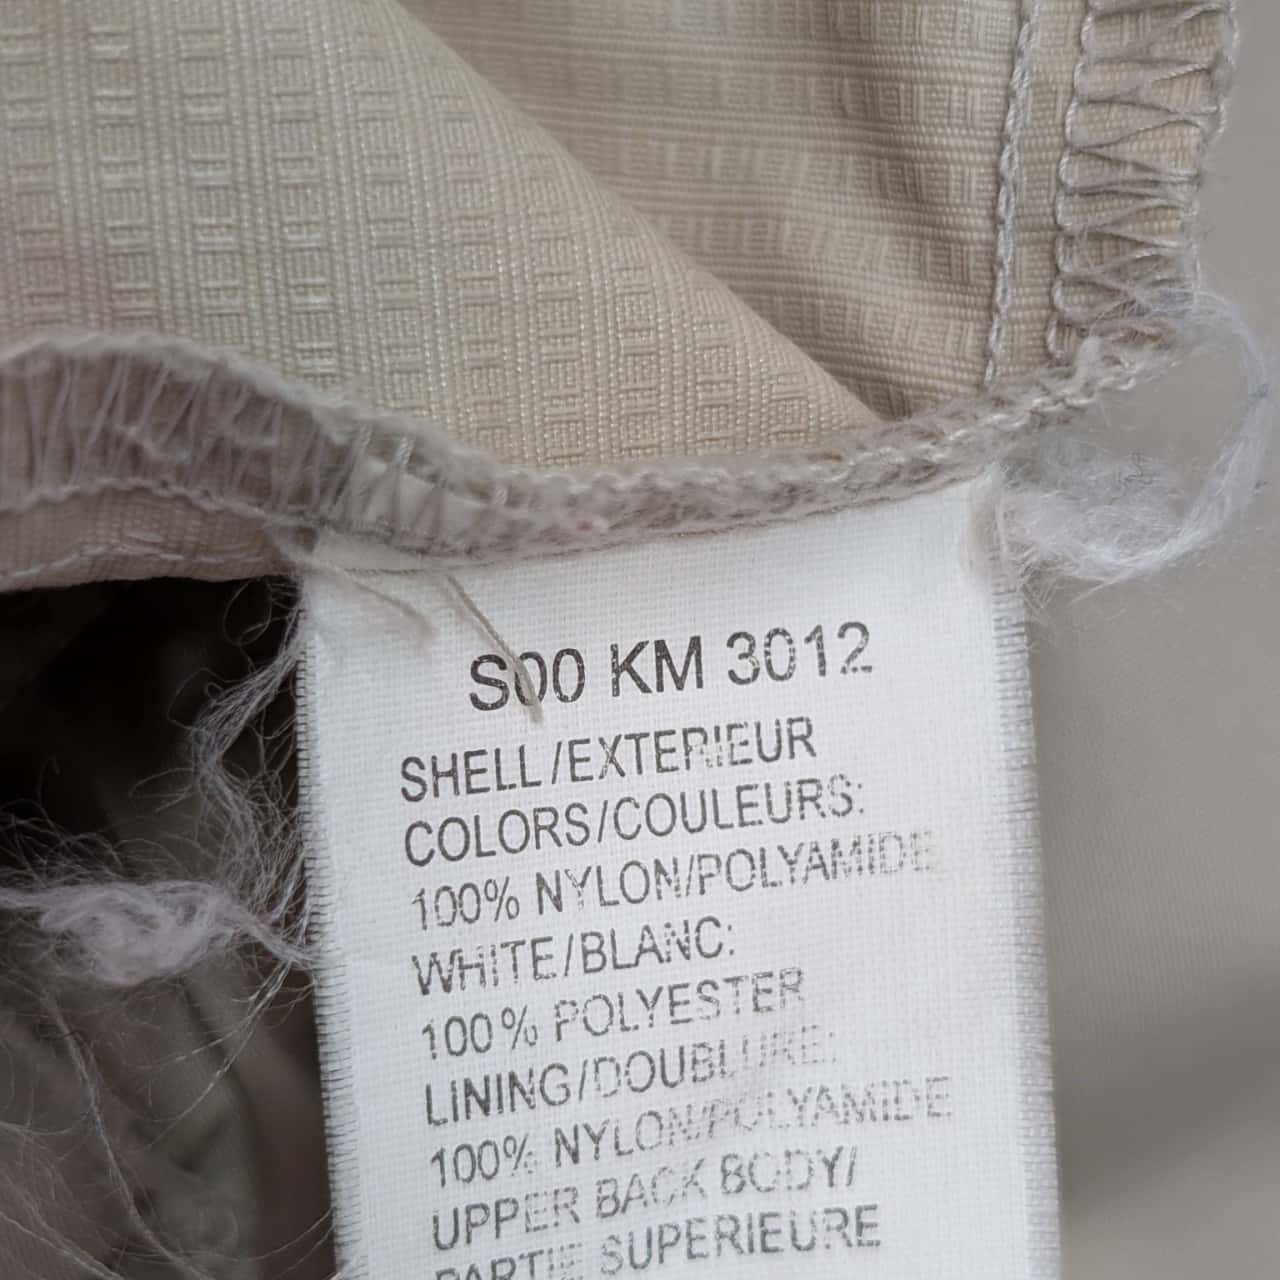 S00 KM 3012
SHELL/EXTERIEUR
COLORS/COULEURS:
100% NYLON/POLYAMIDE
WHITE/BLANC:
100% POLYESTER
LINING/DOUBLURE:
100% NYLON/POLYAMIDE
UPPER BACK BODY/
PARTIE SUPERIEURE